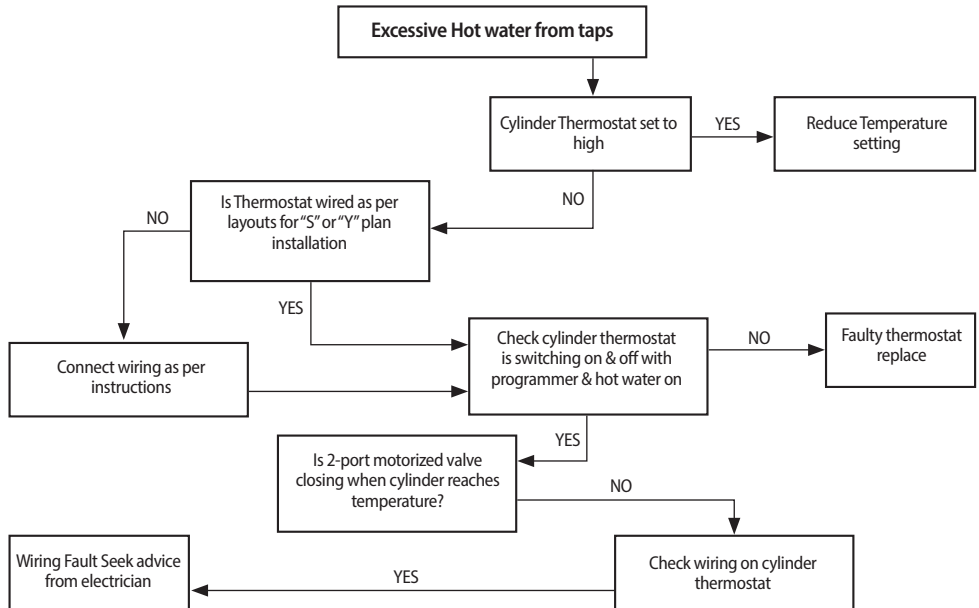 Excessive Hot water from taps
Cylinder Thermostat set to
high
YES
Reduce Temperature
setting
NO
Is Thermostat wired as per
layouts for “S” or “Y” plan
installation
NO
YES
Connect wiring as per
instructions
Check cylinder thermostat
is switching on & off with
programmer & hot water on
NO
Faulty thermostat
replace
YES
Is 2-port motorized valve
closing when cylinder reaches
temperature?
NO
Check wiring on cylinder
thermostat
YES
Wiring Fault Seek advice
from electrician